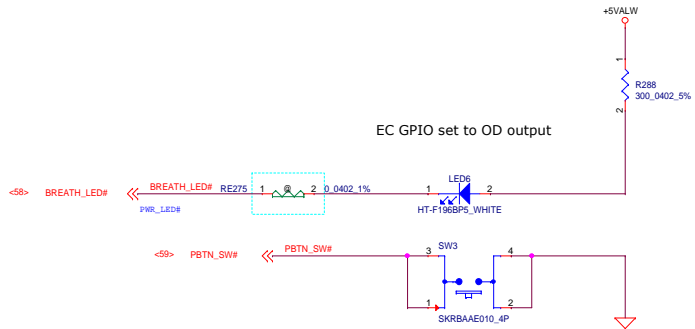 +5VALW
1
R288
300_0402_5%
2
EC GPIO set to OD output
<58> BREATH_LED# BREATH_LED# RE275 1 @ 2 0_0402_1% 1 LED6 2
PWR_LED#
HT-F196BP5_WHITE
<59> PBTN_SW# PBTN_SW# 3 SW3 4
1 2
SKRBAAE010_4P